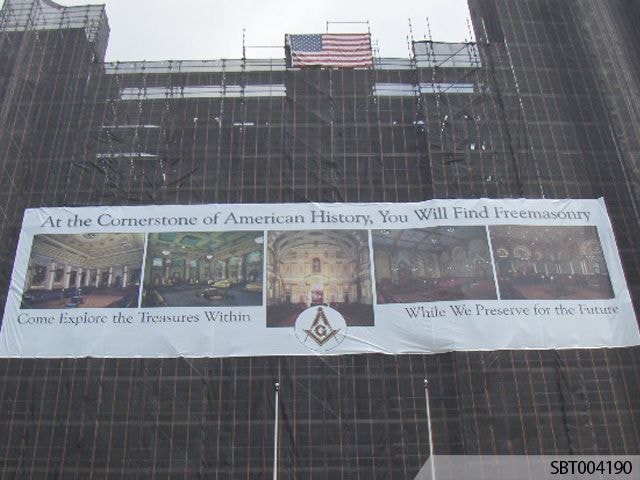 At the Cornerstone of American History, You Will Find Freemasonry
Come Explore the Treasures Within
While We Preserve for the Future
G
SBT004190